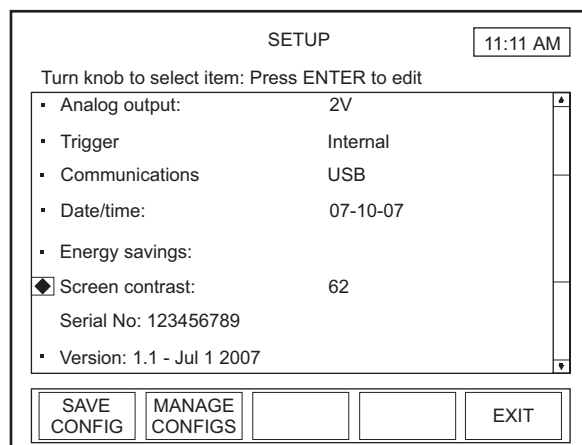 SETUP
11:11 AM
Turn knob to select item: Press ENTER to edit
Analog output: 2V
Trigger Internal
Communications USB
Date/time: 07-10-07
Energy savings:
Screen contrast: 62
Serial No: 123456789
Version: 1.1 - Jul 1 2007
SAVE
CONFIG
MANAGE
CONFIGS
EXIT